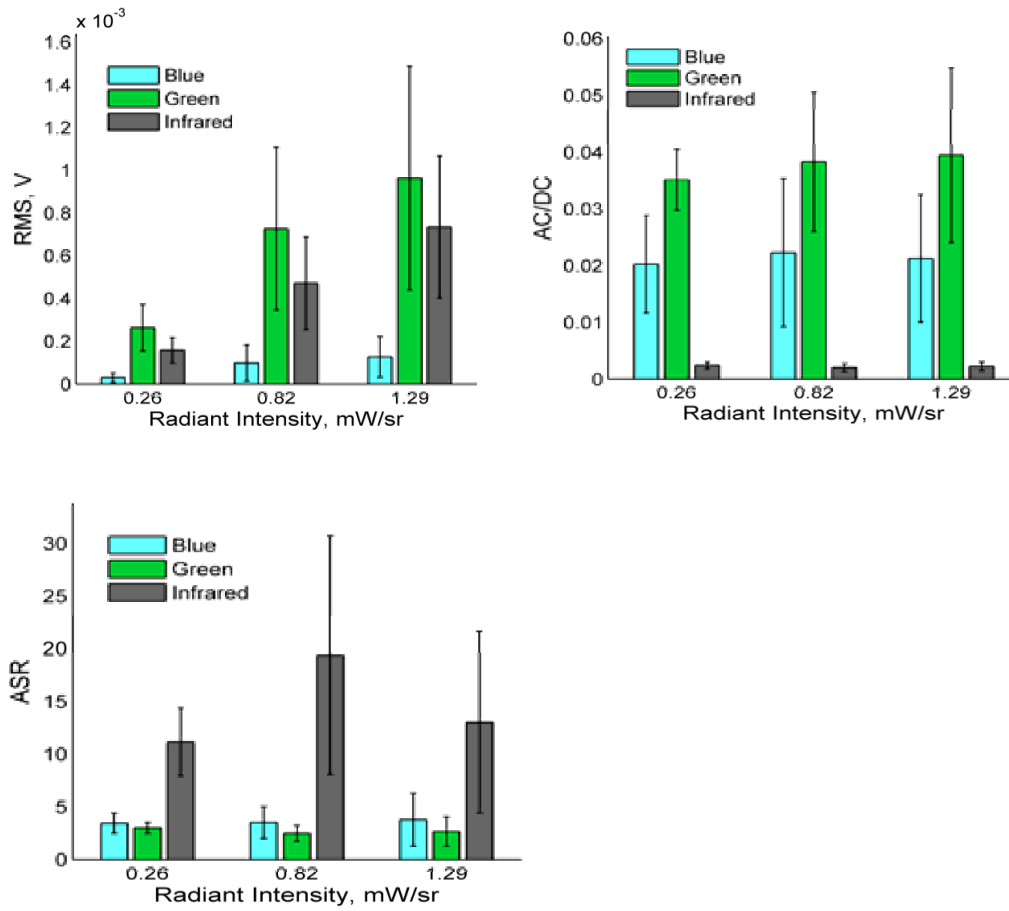 x 10⁻³
1.6
1.4
1.2
1
0.8
0.6
0.4
0.2
0
RMS, V
Blue
Green
Infrared
0.26 0.82 1.29
Radiant Intensity, mW/sr
0.06
0.05
0.04
0.03
0.02
0.01
0
AC/DC
Blue
Green
Infrared
0.26 0.82 1.29
Radiant Intensity, mW/sr
30
25
20
15
10
5
0
ASR
Blue
Green
Infrared
0.26 0.82 1.29
Radiant Intensity, mW/sr